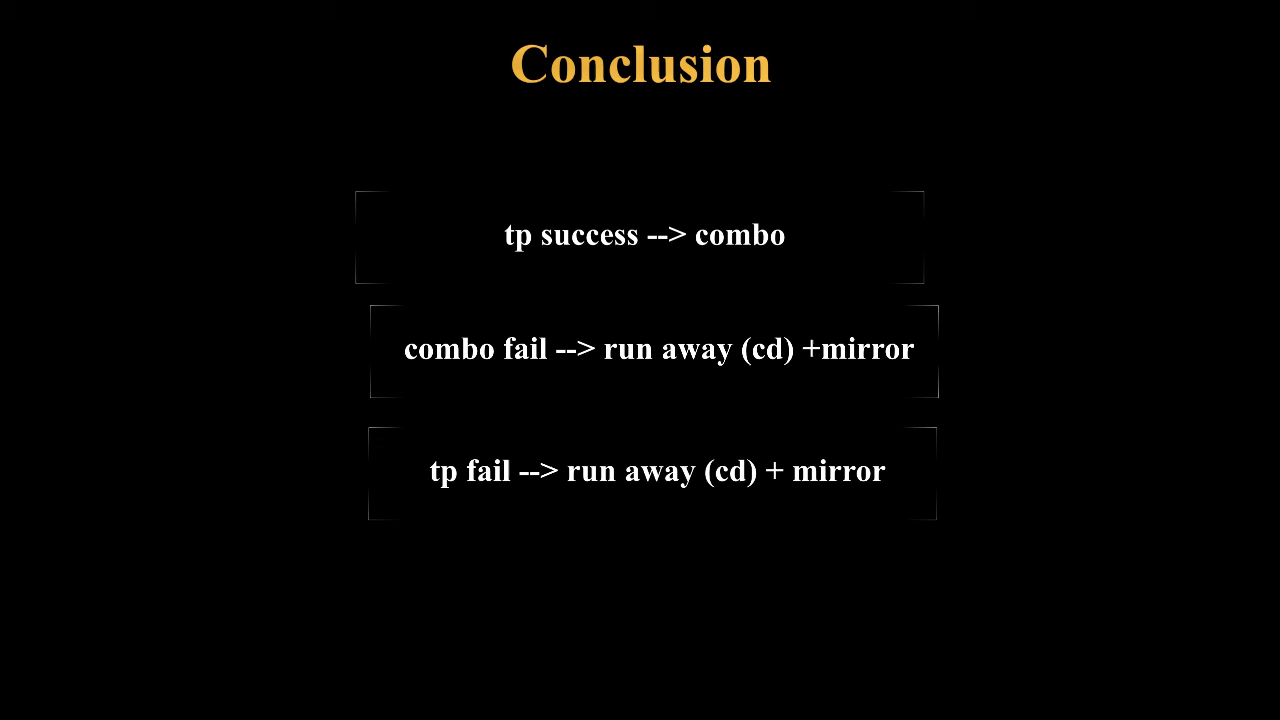 Conclusion
tp success --> combo
combo fail --> run away (cd) +mirror
tp fail --> run away (cd) + mirror